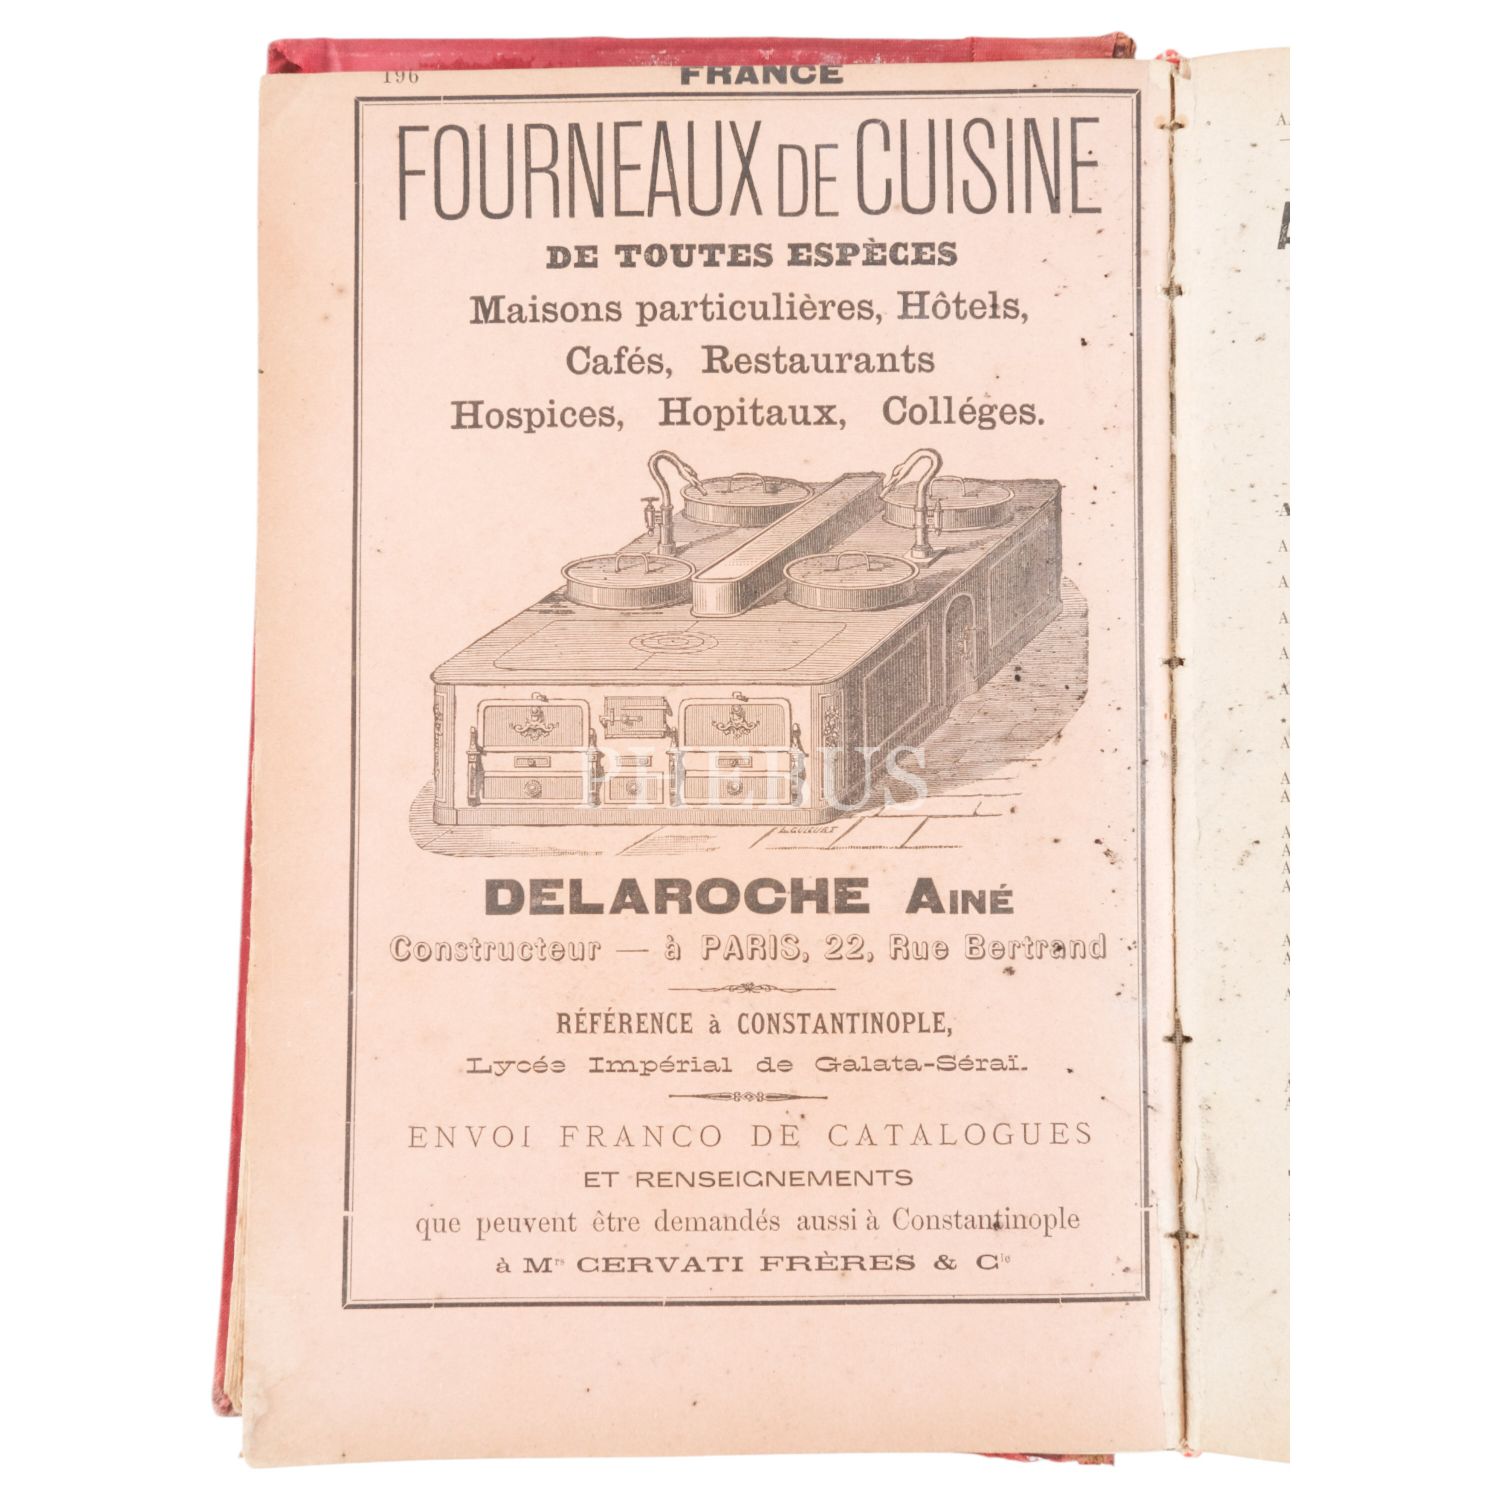 196
FRANCE
FOURNEAUX DE CUISINE
DE TOUTES ESPÈCES
Maisons particulières, Hôtels,
Cafés, Restaurants
Hospices, Hopitaux, Colléges.
PHEBUS
DELAROCHE AINÉ
Constructeur — à PARIS, 22, Rue Bertrand
RÉFÉRENCE à CONSTANTINOPLE,
Lycée Impérial de Galata-Séraï.
ENVOI FRANCO DE CATALOGUES
ET RENSEIGNEMENTS
que peuvent être demandés aussi à Constantinople
à Mrs CERVATI FRÈRES & Cie